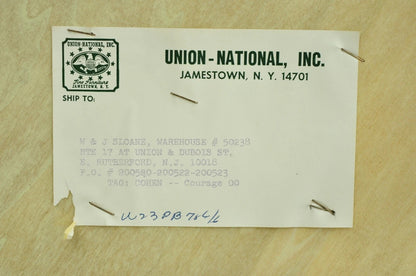 UNION-NATIONAL, INC.
Fine Furniture
JAMESTOWN, N. Y.
UNION-NATIONAL, INC.
JAMESTOWN, N. Y. 14701
SHIP TO:
W & J SLOANE, WAREHOUSE # 50238
RTE 17 AT UNION & DUBOIS ST.
E. RUTHERFORD, N.J. 10018
P.O. # 200580-200522-200523
TAG: COHEN -- Courage 00